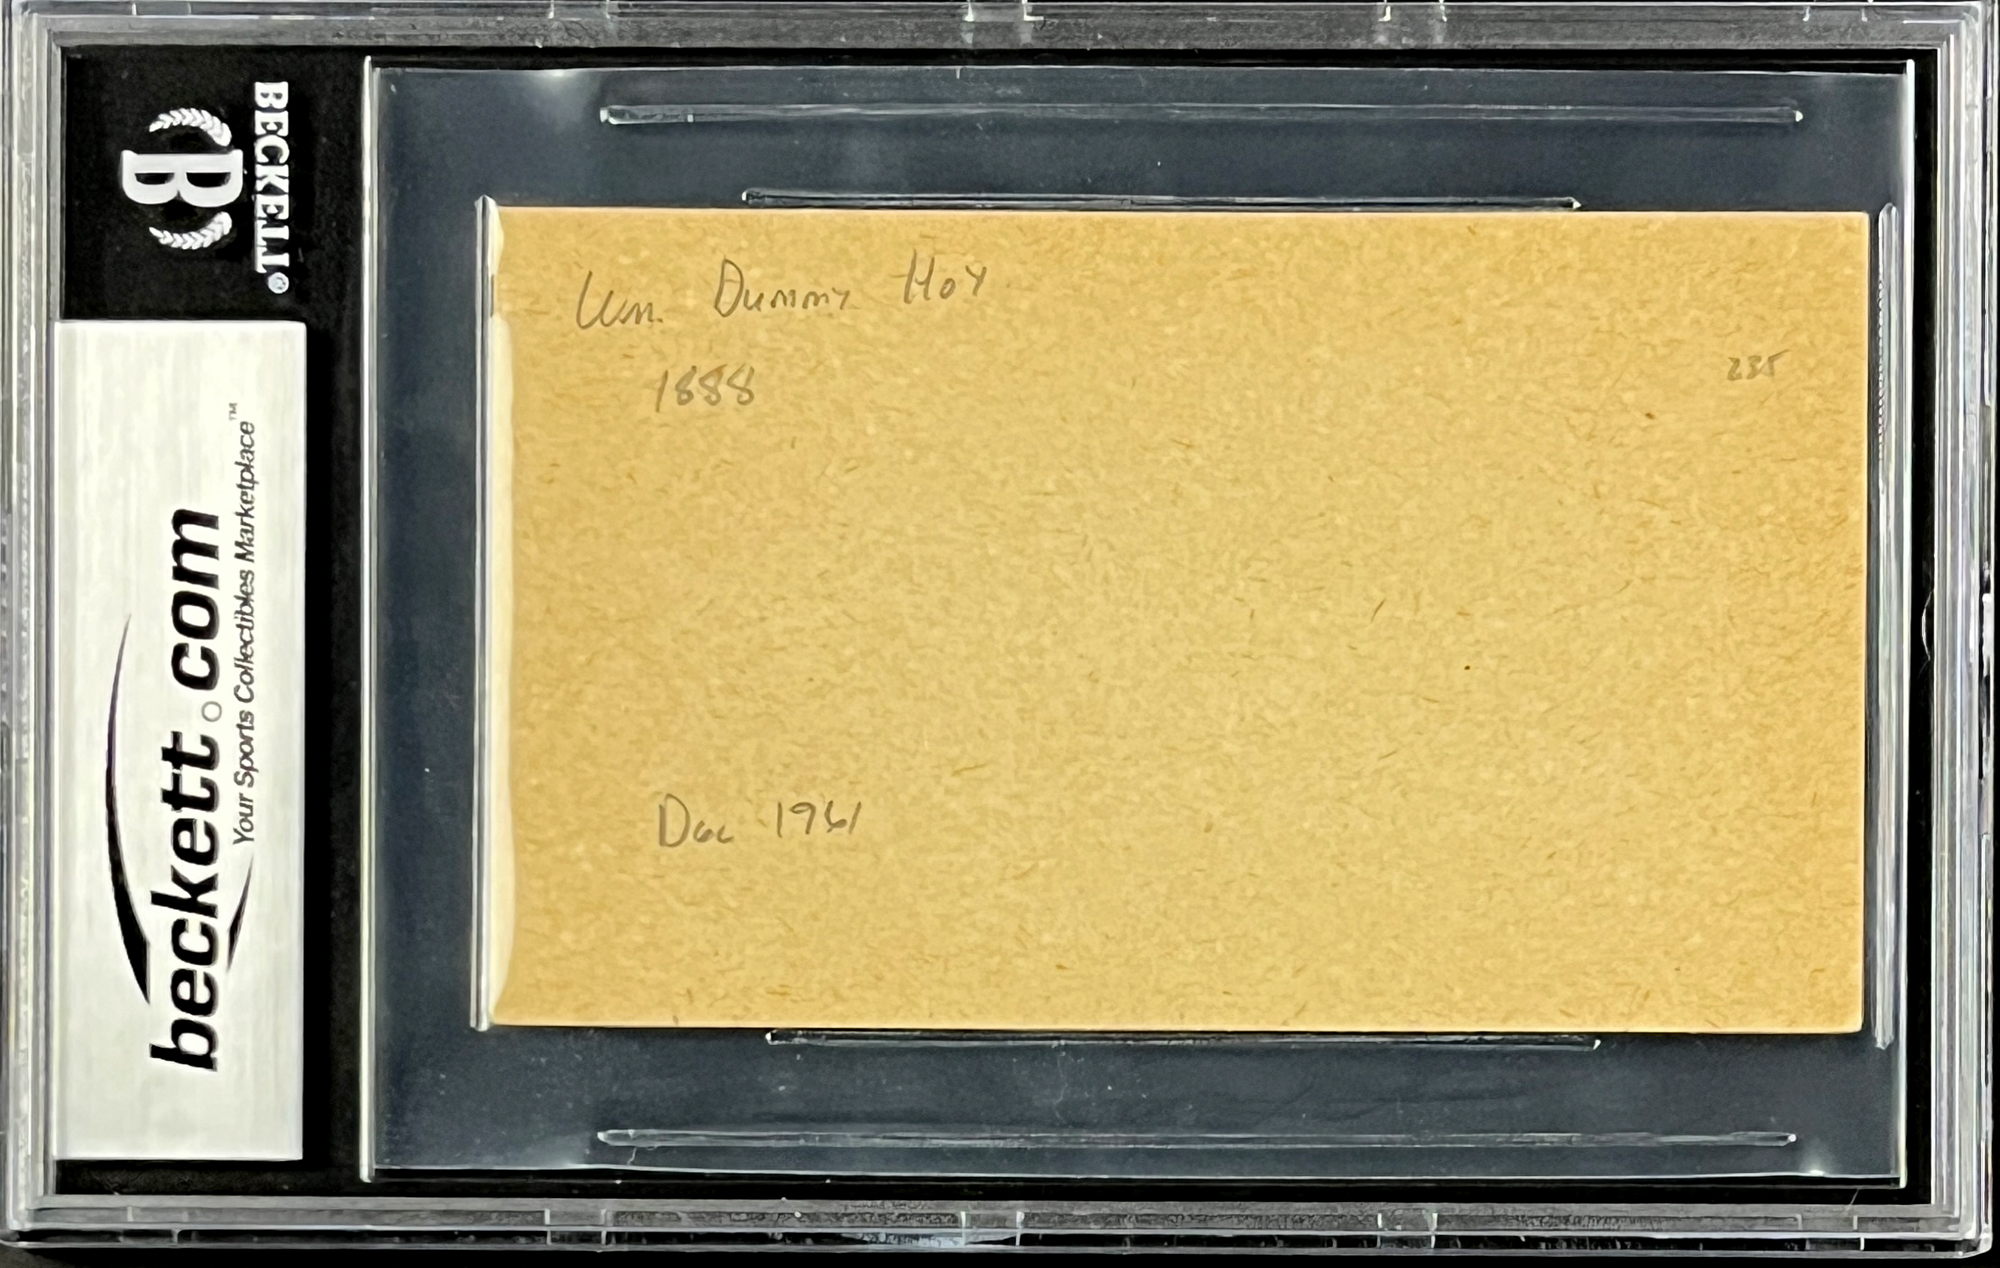 BECKETT®
B
beckett.com
Your Sports Collectibles Marketplace™
Wm. Dummy Hoy
1888
235
Dec 1961